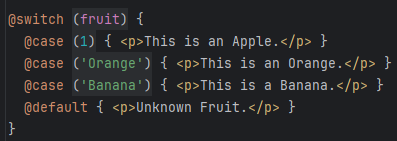 @switch (fruit) {
@case (1) { <p>This is an Apple.</p> }
@case ('Orange') { <p>This is an Orange.</p> }
@case ('Banana') { <p>This is a Banana.</p> }
@default { <p>Unknown Fruit.</p> }
}